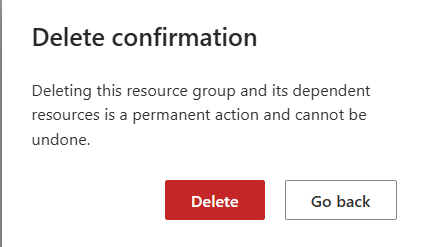 Delete confirmation
Deleting this resource group and its dependent
resources is a permanent action and cannot be
undone.
Delete
Go back